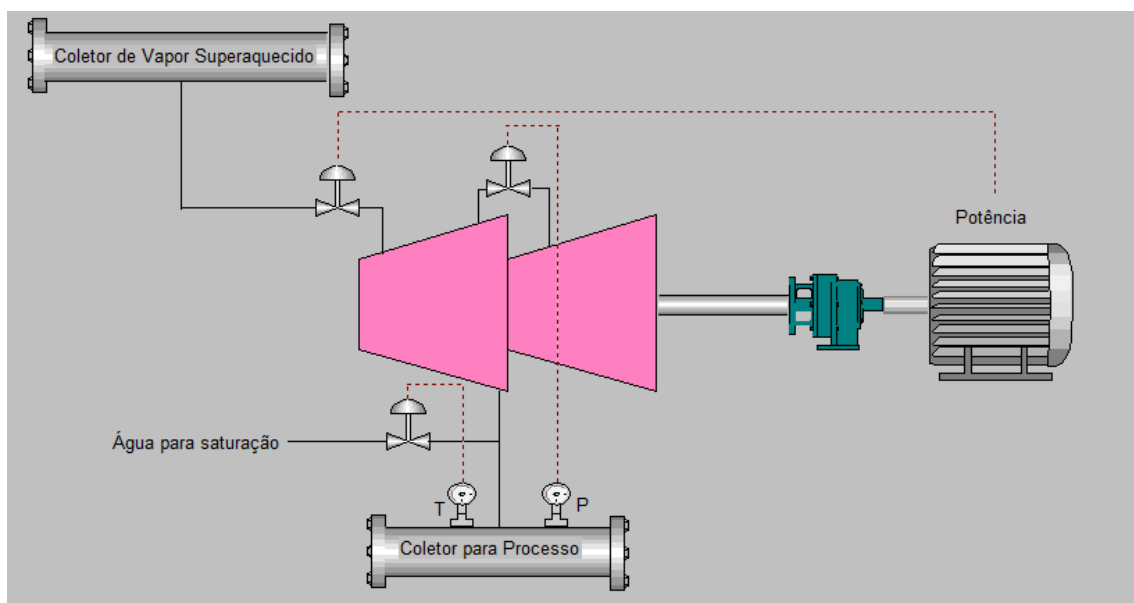 Coletor de Vapor Superaquecido
Potência
Água para saturação
T
P
Coletor para Processo